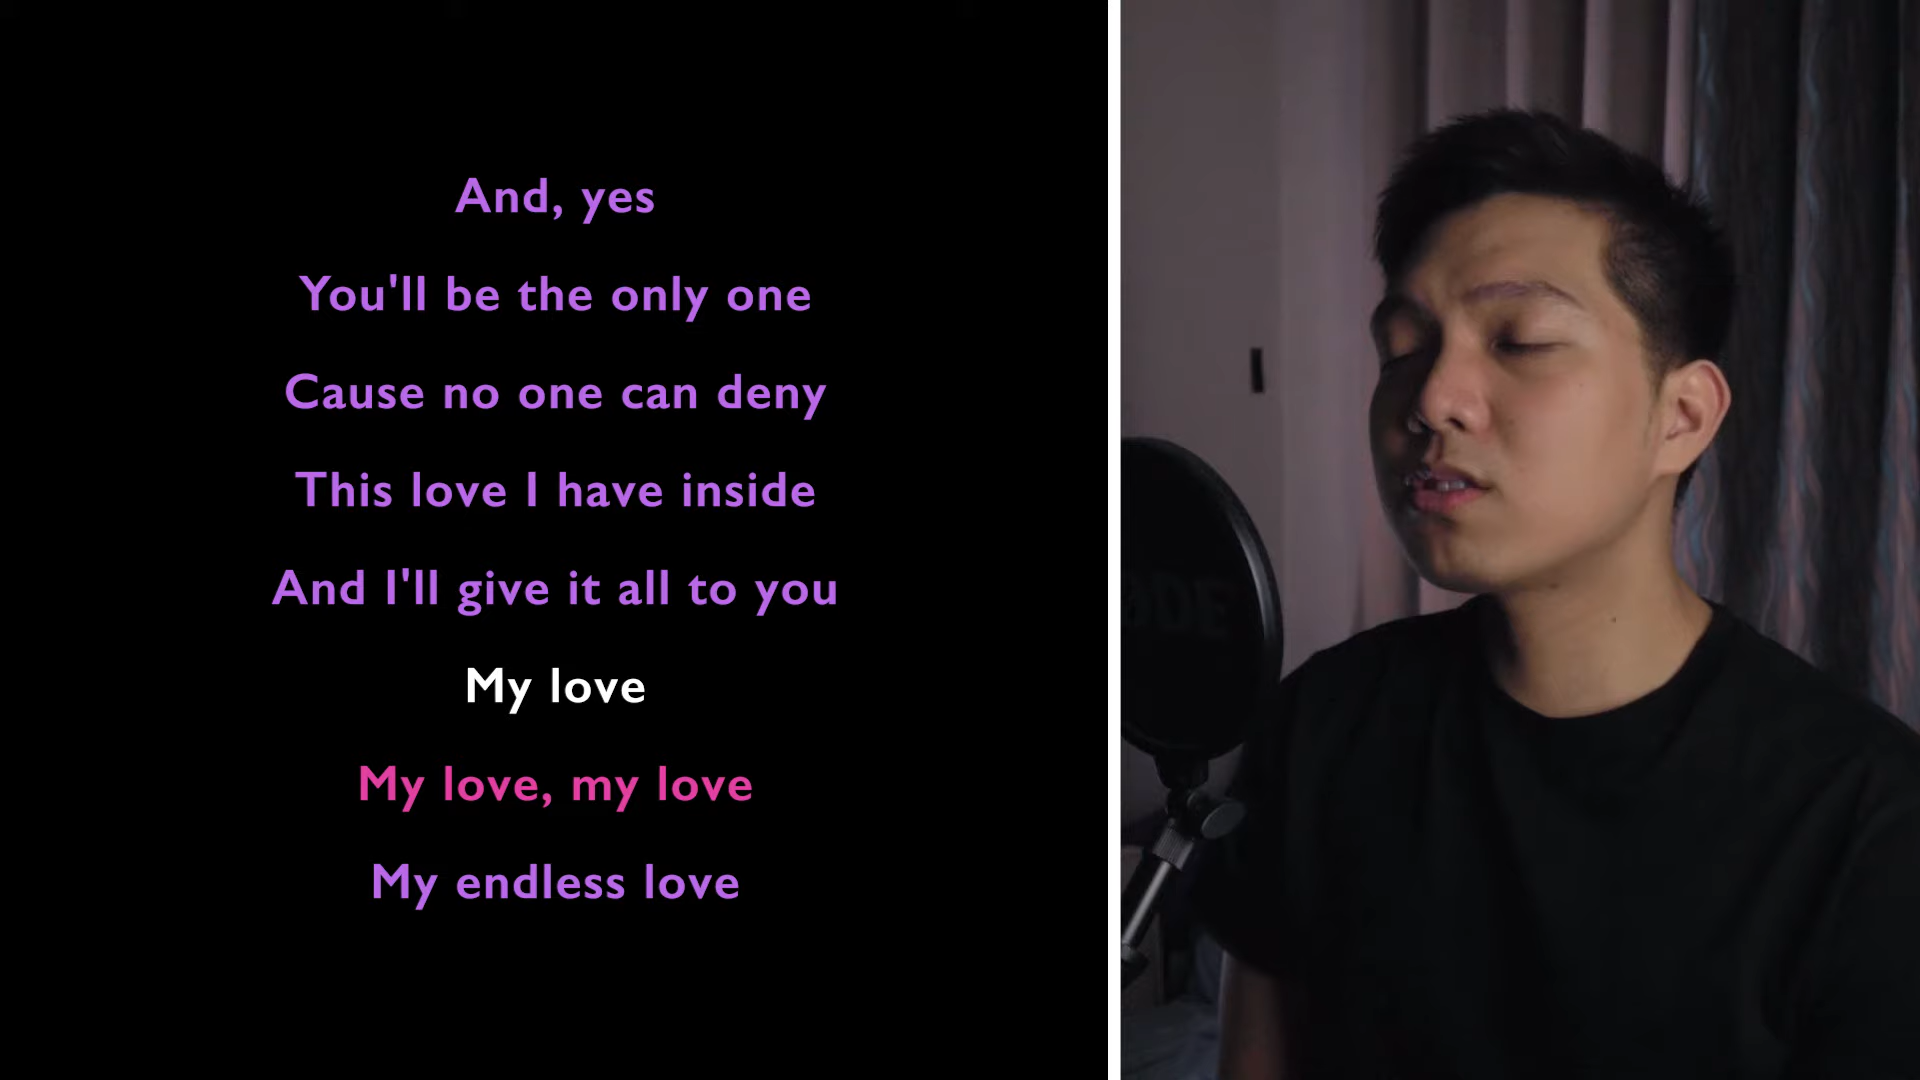 And, yes
You'll be the only one
Cause no one can deny
This love I have inside
And I'll give it all to you
My love
My love, my love
My endless love